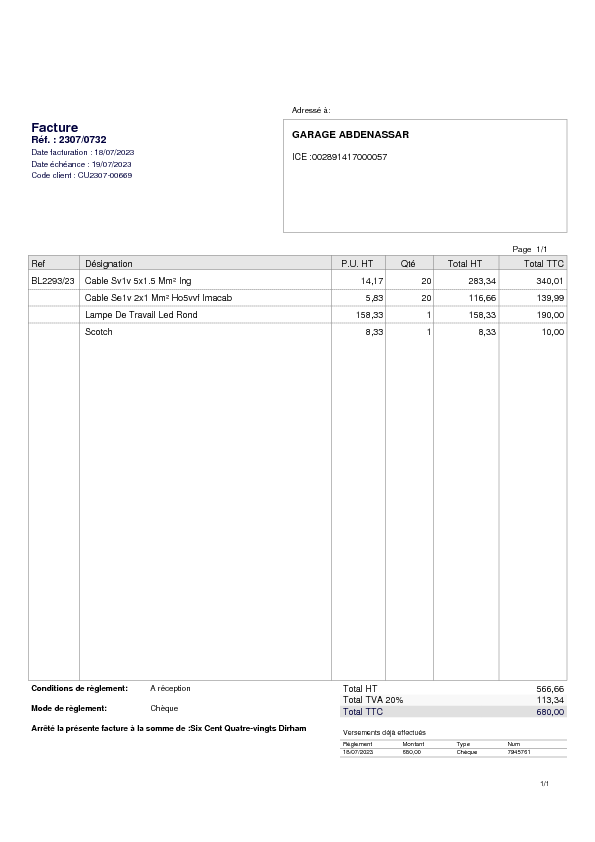 Adressé à:
Facture
Réf. : 2307/0732
Date facturation : 18/07/2023
Date échéance : 19/07/2023
Code client : CU2307-00669
GARAGE ABDENASSAR
ICE :002891417000057
Page 1/1
Ref Désignation P.U. HT Qté Total HT Total TTC
BL2293/23 Cable Sv1v 5x1.5 Mm² Ing 14,17 20 283,34 340,01
Cable Se1v 2x1 Mm² Ho5vvf Imacab 5,83 20 116,66 139,99
Lampe De Travail Led Rond 158,33 1 158,33 190,00
Scotch 8,33 1 8,33 10,00
Conditions de règlement: A réception
Mode de règlement: Chèque
Arrêté la présente facture à la somme de :Six Cent Quatre-vingts Dirham
Total HT 566,66
Total TVA 20% 113,34
Total TTC 680,00
Versements déjà effectués
Règlement Montant Type Num
18/07/2023 680,00 Chèque 7945761
1/1